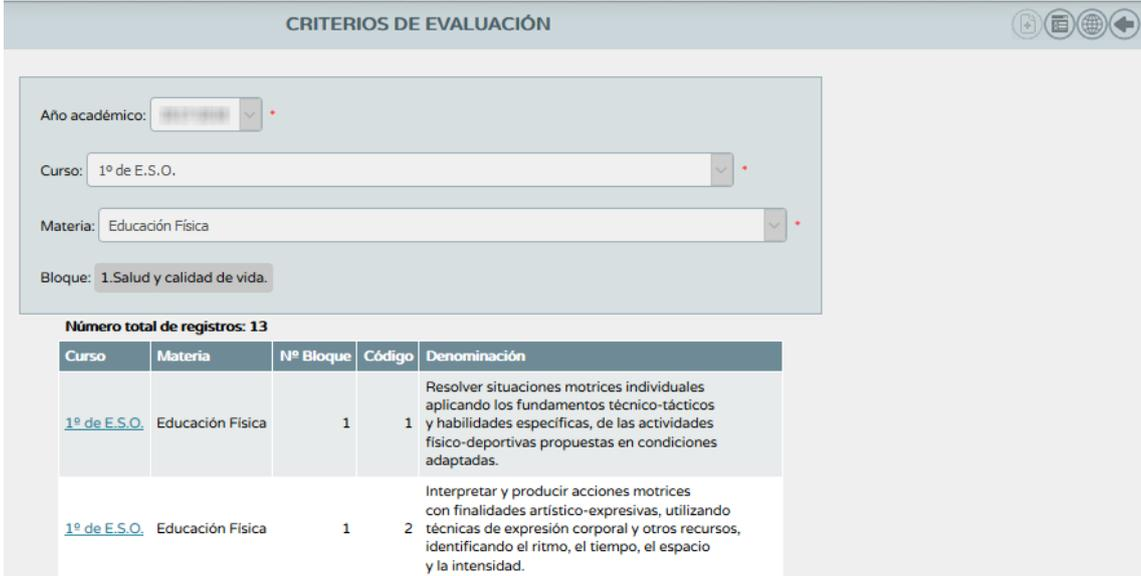 CRITERIOS DE EVALUACIÓN
Año académico: *
Curso: 1º de E.S.O. *
Materia: Educación Física *
Bloque: 1.Salud y calidad de vida.
Número total de registros: 13
Curso Materia Nº Bloque Código Denominación
Resolver situaciones motrices individuales
aplicando los fundamentos técnico-tácticos
1º de E.S.O. Educación Física 1 1 y habilidades específicas, de las actividades
físico-deportivas propuestas en condiciones
adaptadas.
Interpretar y producir acciones motrices
con finalidades artístico-expresivas, utilizando
1º de E.S.O. Educación Física 1 2 técnicas de expresión corporal y otros recursos,
identificando el ritmo, el tiempo, el espacio
y la intensidad.